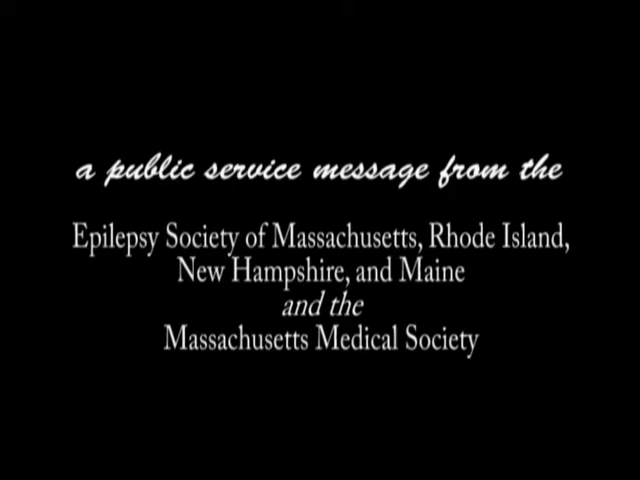 a public service message from the
Epilepsy Society of Massachusetts, Rhode Island,
New Hampshire, and Maine
and the
Massachusetts Medical Society